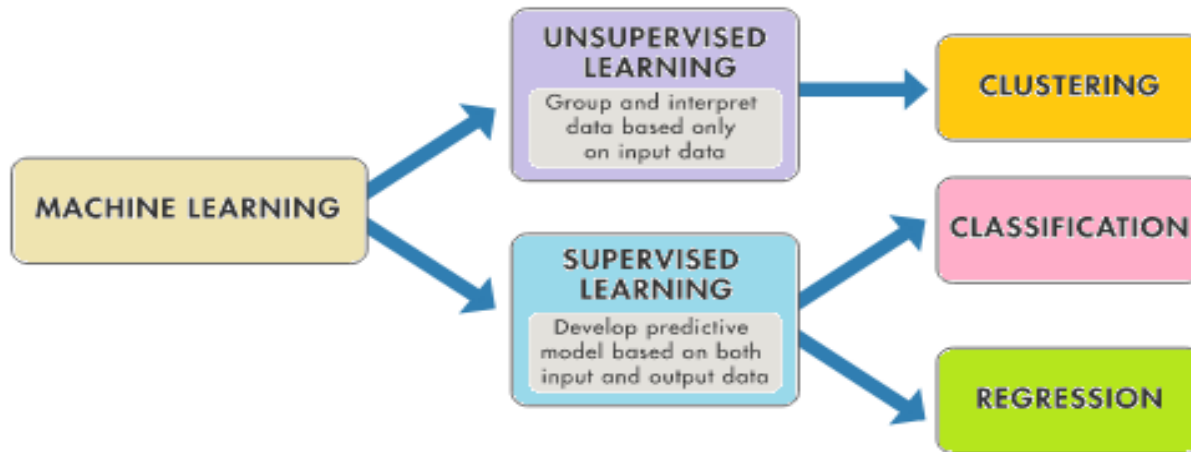 MACHINE LEARNING
UNSUPERVISED
LEARNING
Group and interpret
data based only
on input data
SUPERVISED
LEARNING
Develop predictive
model based on both
input and output data
CLUSTERING
CLASSIFICATION
REGRESSION